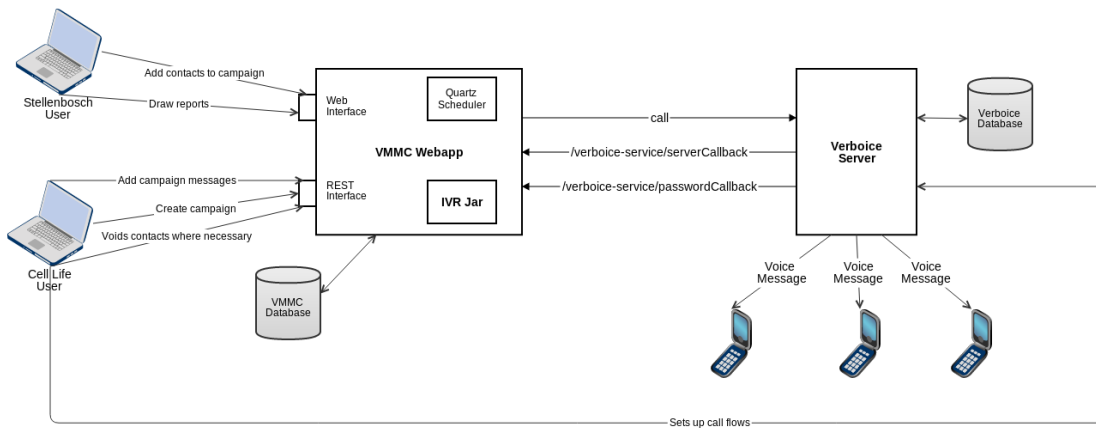 Stellenbosch
User
Add contacts to campaign
Draw reports
Web
Interface
Quartz
Scheduler
VMMC Webapp
REST
Interface
IVR Jar
call
/verboice-service/serverCallback
/verboice-service/passwordCallback
Verboice
Server
Verboice
Database
Add campaign messages
Create campaign
Voids contacts where necessary
Cell Life
User
VMMC
Database
Voice
Message
Voice
Message
Voice
Message
Sets up call flows